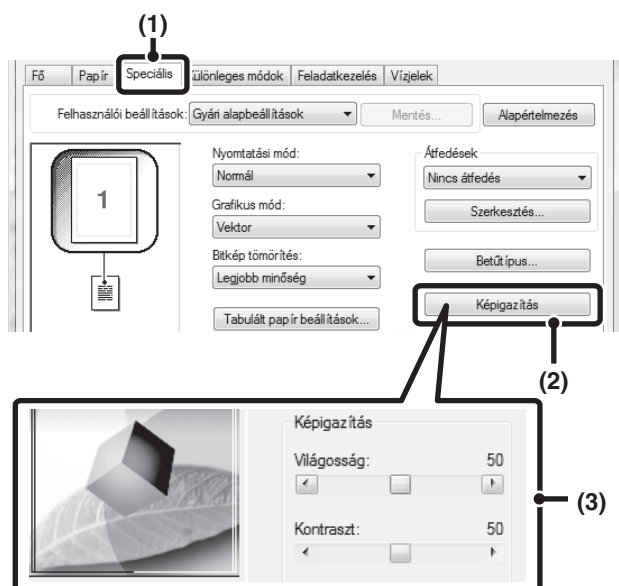 (1)
Fő Papír Speciális ülönleges módok Feladatkezelés Vízjelek
Felhasználói beállítások: Gyári alapbeállítások Mentés... Alapértelmezés
1
Nyomtatási mód:
Normál
Grafikus mód:
Vektor
Bitkép tömörítés:
Legjobb minőség
Tabulált papír beállítások...
Átfedések
Nincs átfedés
Szerkesztés...
Betűtípus...
Képigazítás
(2)
Képigazítás
Világosság: 50
Kontraszt: 50
(3)